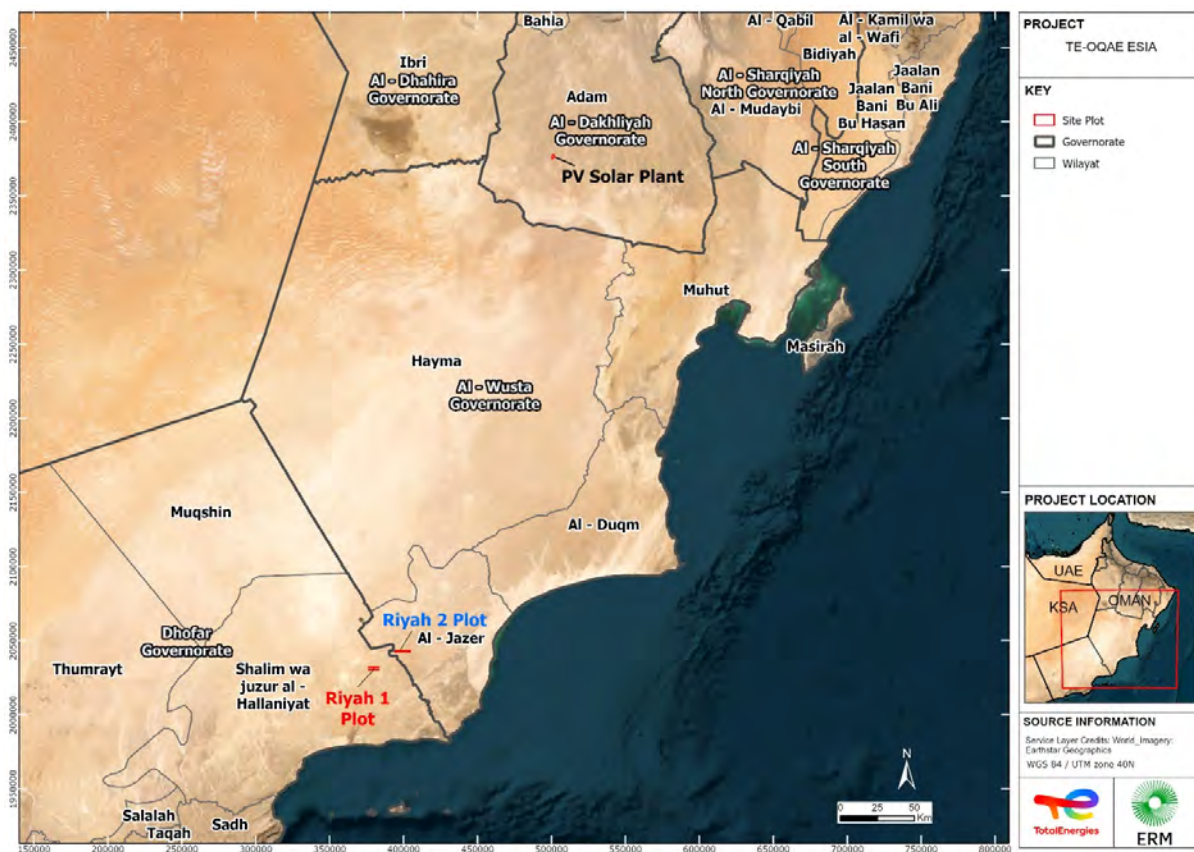 Bahla
Al - Qabil
Al - Kamil wa
al - Wafi
Bidiyah
Ibri
Al - Dhahira
Governorate
Adam
Al - Dakhliyah
Governorate
Al - Sharqiyah
North Governorate
Al - Mudaybi
Jaalan
Bani
Bu Hasan
Jaalan
Bani
Bu Ali
Al - Sharqiyah
South
Governorate
PV Solar Plant
Muhut
Masirah
Hayma
Al - Wusta
Governorate
Muqshin
Al - Duqm
Riyah 2 Plot
Al - Jazer
Dhofar
Governorate
Thumrayt
Shalim wa
juzur al -
Hallaniyat
Riyah 1
Plot
Salalah
Taqah
Sadh
N
0 25 50
Km
2450000
2400000
2350000
2300000
2250000
2200000
2150000
2100000
2050000
2000000
1950000
150000 200000 250000 300000 350000 400000 450000 500000 550000 600000 650000 700000 750000 800000
PROJECT
TE-OQAE ESIA
KEY
Site Plot
Governorate
Wilayat
PROJECT LOCATION
UAE
KSA
OMAN
SOURCE INFORMATION
Service Layer Credits: World_Imagery:
Earthstar Geographics
WGS 84 / UTM zone 40N
TotalEnergies
ERM